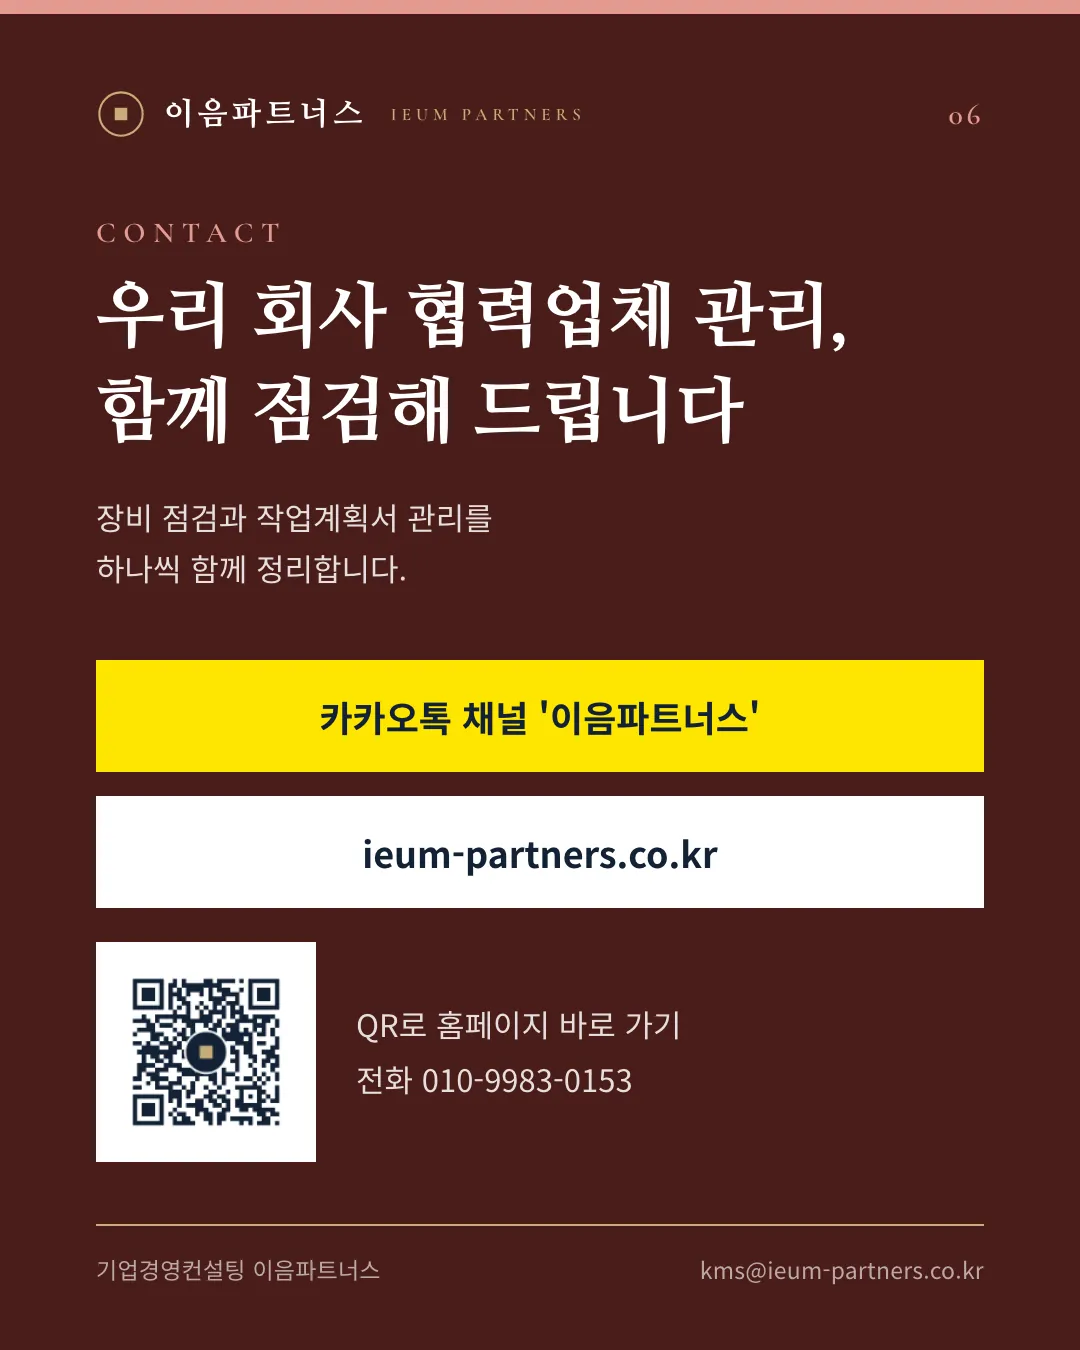 이음파트너스 IEUM PARTNERS 06
CONTACT
우리 회사 협력업체 관리,
함께 점검해 드립니다
장비 점검과 작업계획서 관리를
하나씩 함께 정리합니다.
카카오톡 채널 '이음파트너스'
ieum-partners.co.kr
QR로 홈페이지 바로 가기
전화 010-9983-0153
기업경영컨설팅 이음파트너스 kms@ieum-partners.co.kr